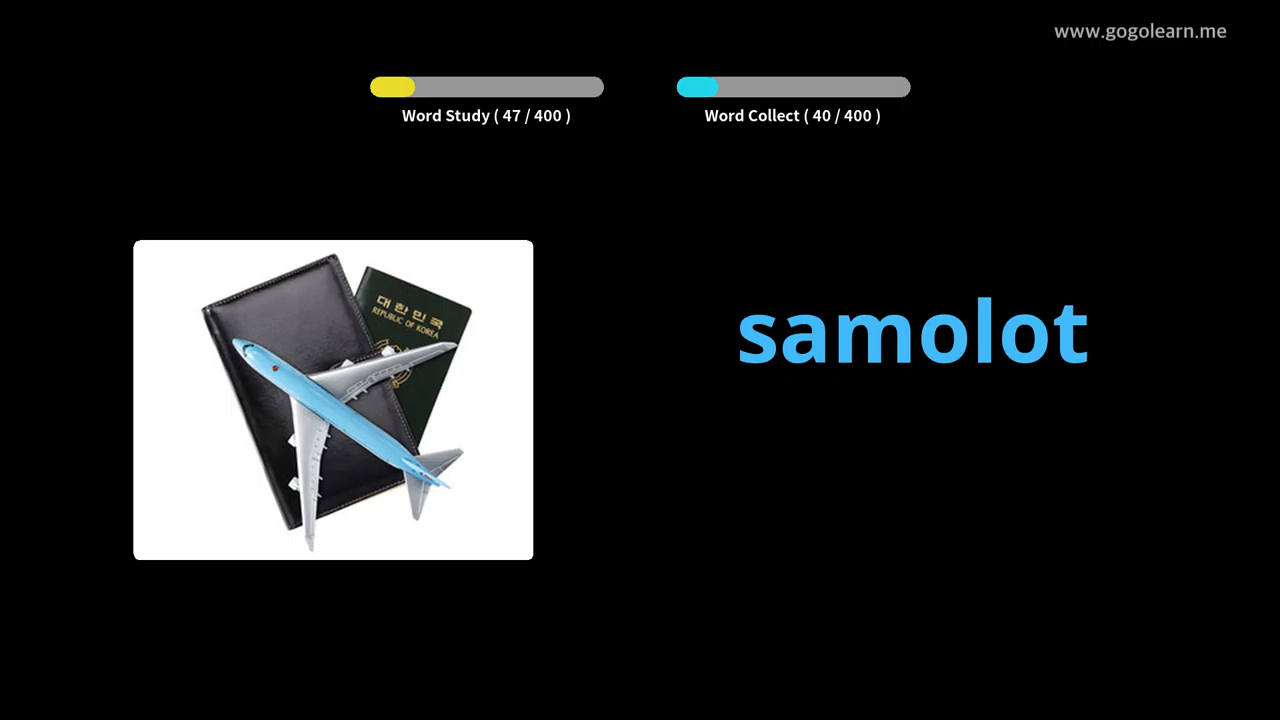 www.gogolearn.me
Word Study ( 47 / 400 )
Word Collect ( 40 / 400 )
대한민국
REPUBLIC OF KOREA
samolot